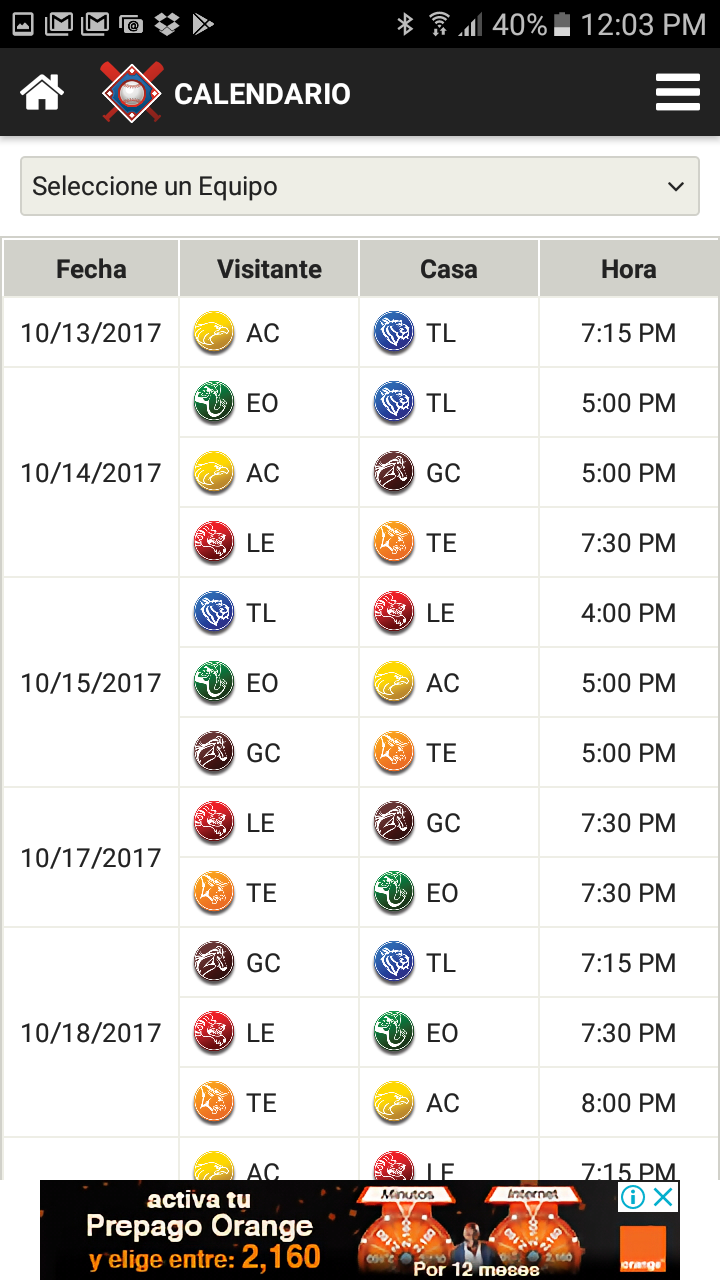 40% 12:03 PM
CALENDARIO
Seleccione un Equipo
Fecha Visitante Casa Hora
10/13/2017 AC TL 7:15 PM
10/14/2017 EO TL 5:00 PM
AC GC 5:00 PM
LE TE 7:30 PM
10/15/2017 TL LE 4:00 PM
EO AC 5:00 PM
GC TE 5:00 PM
10/17/2017 LE GC 7:30 PM
TE EO 7:30 PM
10/18/2017 GC TL 7:15 PM
LE EO 7:30 PM
TE AC 8:00 PM
AC LE 7:15 PM
activa tu
Prepago Orange
y elige entre: 2,160
Minutos Internet
Por 12 meses
orange